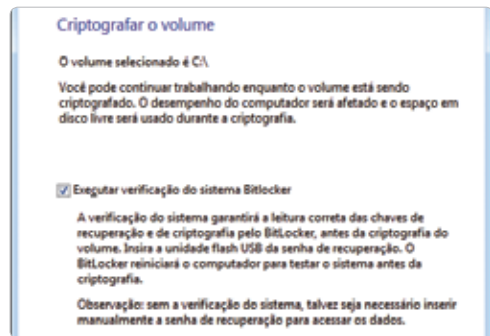 Criptografar o volume
O volume selecionado é C:\
Você pode continuar trabalhando enquanto o volume está sendo
criptografado. O desempenho do computador será afetado e o espaço em
disco livre será usado durante a criptografia.
Executar verificação do sistema Bitlocker
A verificação do sistema garantirá a leitura correta das chaves de
recuperação e de criptografia pelo BitLocker, antes da criptografia do
volume. Insira a unidade flash USB da senha de recuperação. O
BitLocker reiniciará o computador para testar o sistema antes da
criptografia.
Observação: sem a verificação do sistema, talvez seja necessário inserir
manualmente a senha de recuperação para acessar os dados.